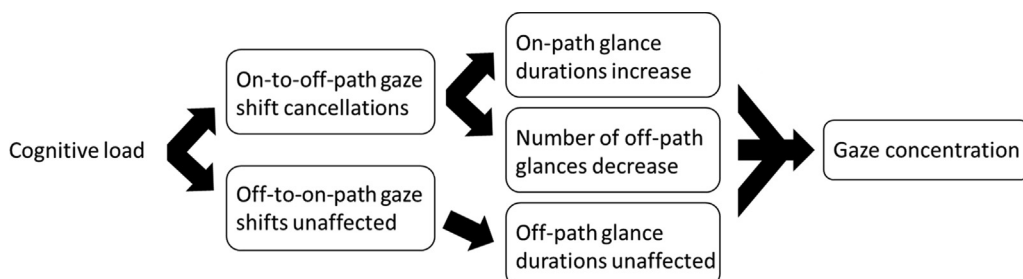 Cognitive load
On-to-off-path gaze
shift cancellations
Off-to-on-path gaze
shifts unaffected
On-path glance
durations increase
Number of off-path
glances decrease
Off-path glance
durations unaffected
Gaze concentration